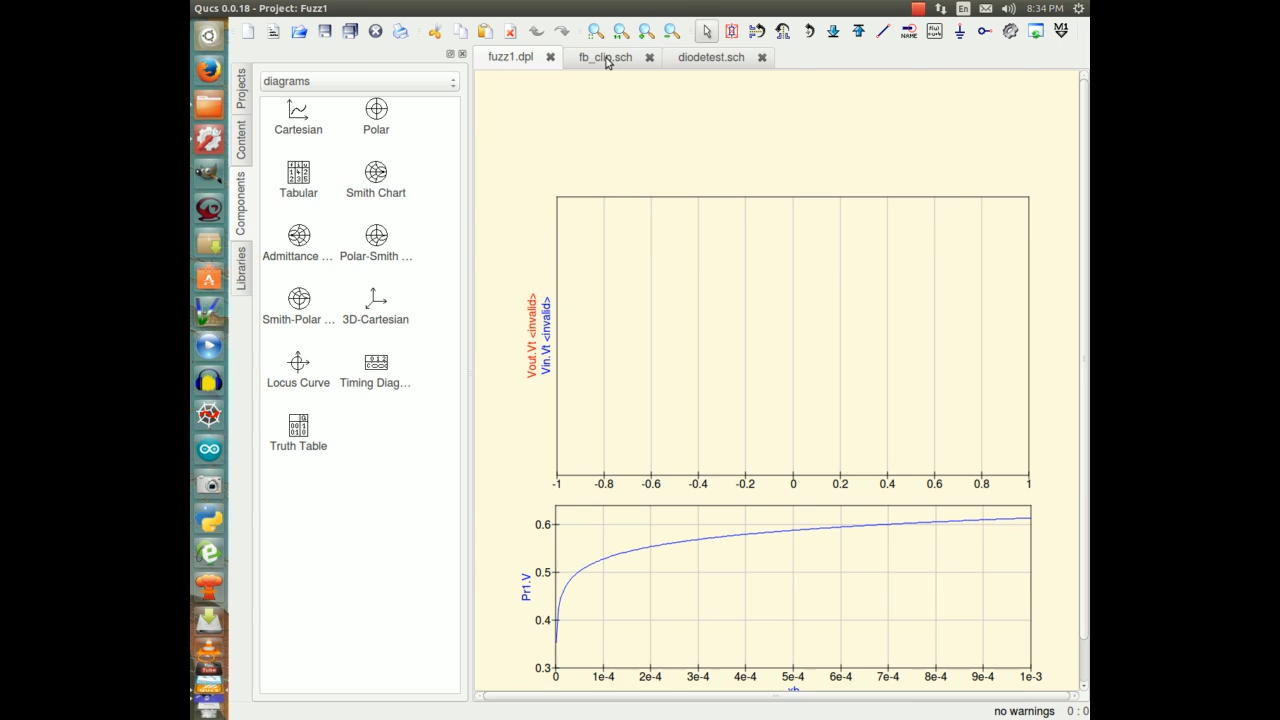 Qucs 0.0.18 - Project: Fuzz1
En
8:34 PM
NAME
M1
fuzz1.dpl
fb_clip.sch
diodetest.sch
Projects
Content
Components
Libraries
diagrams
Cartesian
Polar
Tabular
Smith Chart
Admittance ...
Polar-Smith ...
Smith-Polar ...
3D-Cartesian
Locus Curve
Timing Diag...
Truth Table
Vout.Vt <invalid>
Vin.Vt <invalid>
-1 -0.8 -0.6 -0.4 -0.2 0 0.2 0.4 0.6 0.8 1
Pr1.V
0.6
0.5
0.4
0.3
0 1e-4 2e-4 3e-4 4e-4 5e-4 6e-4 7e-4 8e-4 9e-4 1e-3
no warnings 0 : 0